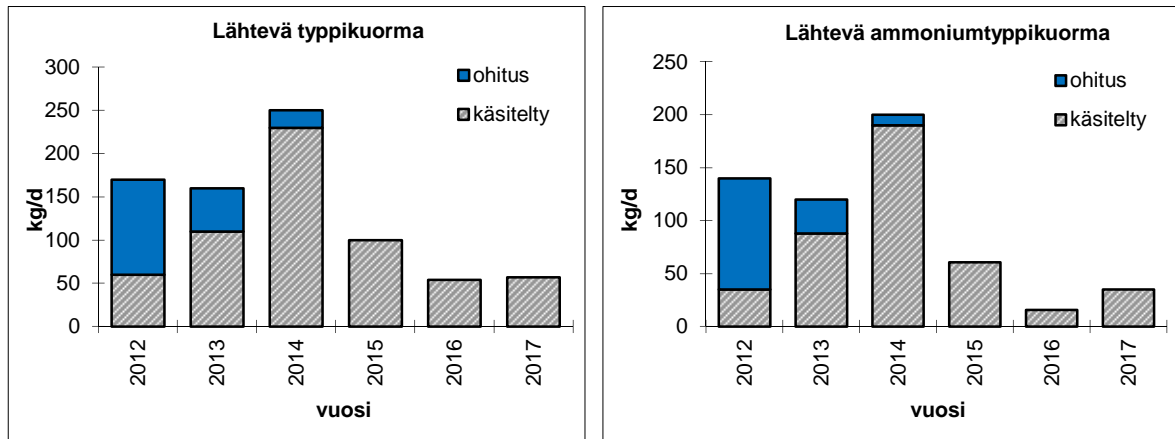 Lähtevä typpikuorma
300
250
200
150
100
50
0
kg/d
ohitus
käsitelty
2012
2013
2014
2015
2016
2017
vuosi
Lähtevä ammoniumtyppikuorma
250
200
150
100
50
0
kg/d
ohitus
käsitelty
2012
2013
2014
2015
2016
2017
vuosi